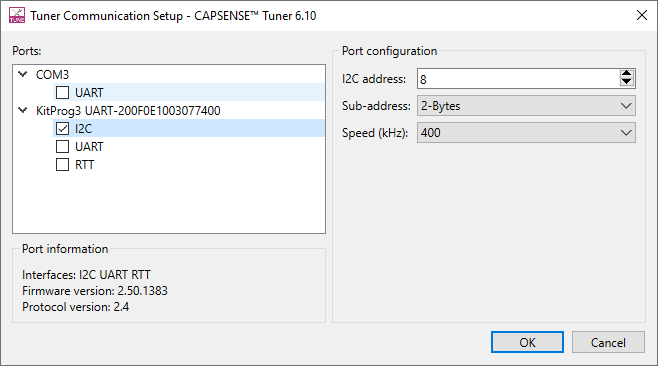 TUNE
Tuner Communication Setup - CAPSENSE™ Tuner 6.10
Ports:
COM3
UART
KitProg3 UART-200F0E1003077400
I2C
UART
RTT
Port information
Interfaces: I2C UART RTT
Firmware version: 2.50.1383
Protocol version: 2.4
Port configuration
I2C address: 8
Sub-address: 2-Bytes
Speed (kHz): 400
OK Cancel